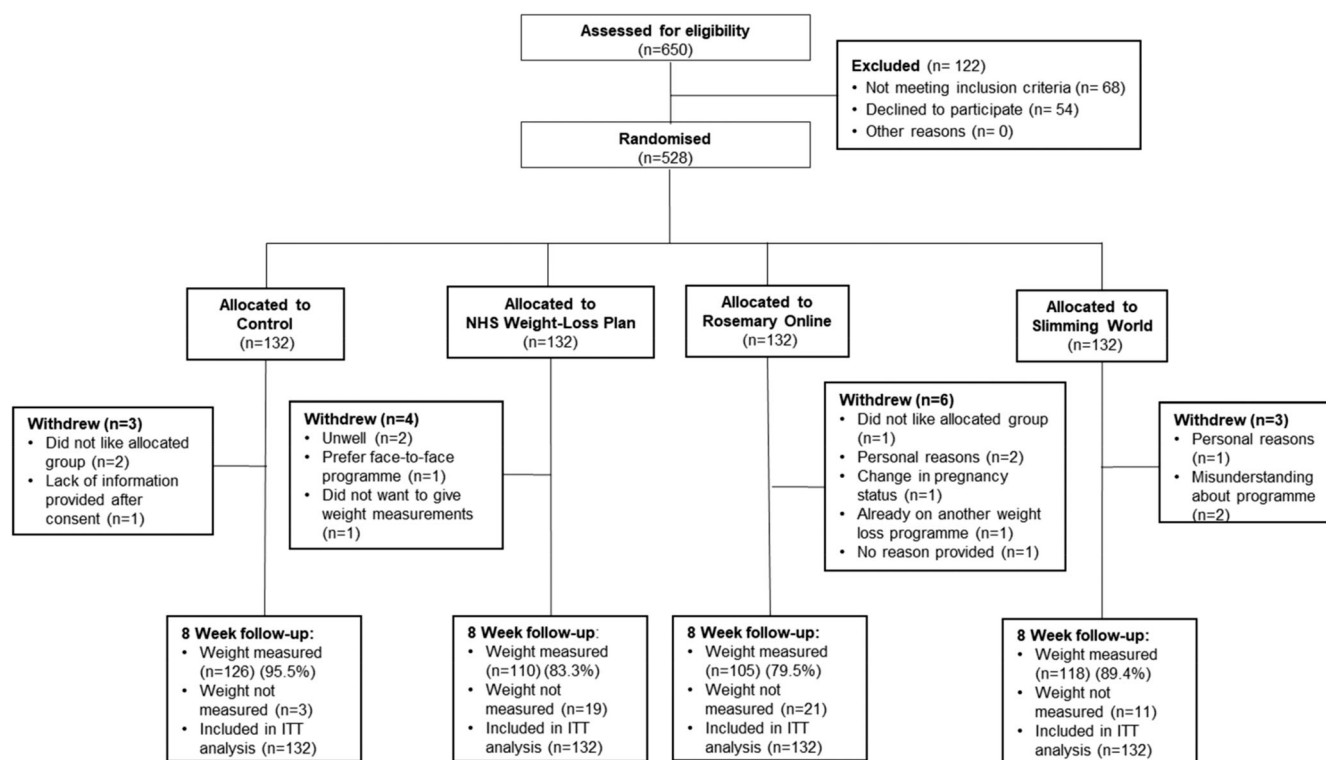 Assessed for eligibility
(n=650)
Excluded (n= 122)
• Not meeting inclusion criteria (n= 68)
• Declined to participate (n= 54)
• Other reasons (n= 0)
Randomised
(n=528)
Allocated to
Control
(n=132)
Allocated to
NHS Weight-Loss Plan
(n=132)
Allocated to
Rosemary Online
(n=132)
Allocated to
Slimming World
(n=132)
Withdrew (n=3)
• Did not like allocated
group (n=2)
• Lack of information
provided after
consent (n=1)
Withdrew (n=4)
• Unwell (n=2)
• Prefer face-to-face
programme (n=1)
• Did not want to give
weight measurements
(n=1)
Withdrew (n=6)
• Did not like allocated group
(n=1)
• Personal reasons (n=2)
• Change in pregnancy
status (n=1)
• Already on another weight
loss programme (n=1)
• No reason provided (n=1)
Withdrew (n=3)
• Personal reasons
(n=1)
• Misunderstanding
about programme
(n=2)
8 Week follow-up:
• Weight measured
(n=126) (95.5%)
• Weight not
measured (n=3)
• Included in ITT
analysis (n=132)
8 Week follow-up:
• Weight measured
(n=110) (83.3%)
• Weight not
measured (n=19)
• Included in ITT
analysis (n=132)
8 Week follow-up:
• Weight measured
(n=105) (79.5%)
• Weight not
measured (n=21)
• Included in ITT
analysis (n=132)
8 Week follow-up:
• Weight measured
(n=118) (89.4%)
• Weight not
measured (n=11)
• Included in ITT
analysis (n=132)